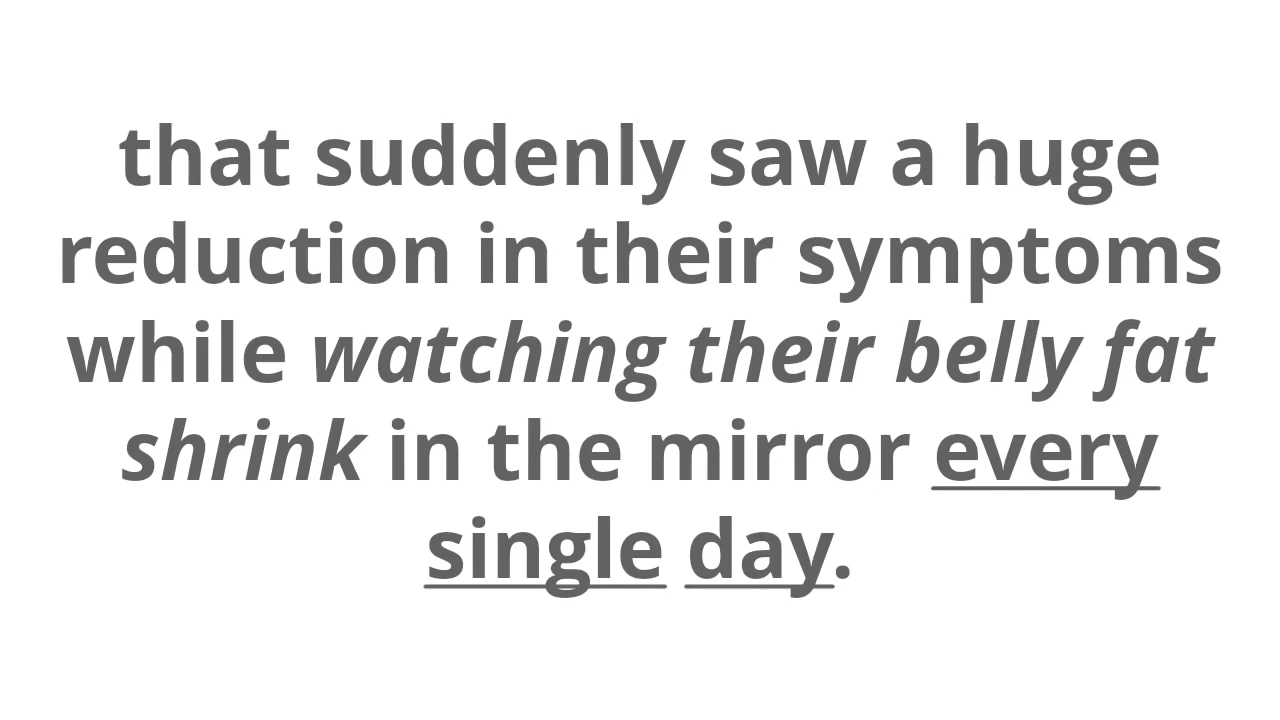 that suddenly saw a huge
reduction in their symptoms
while watching their belly fat
shrink in the mirror every
single day.